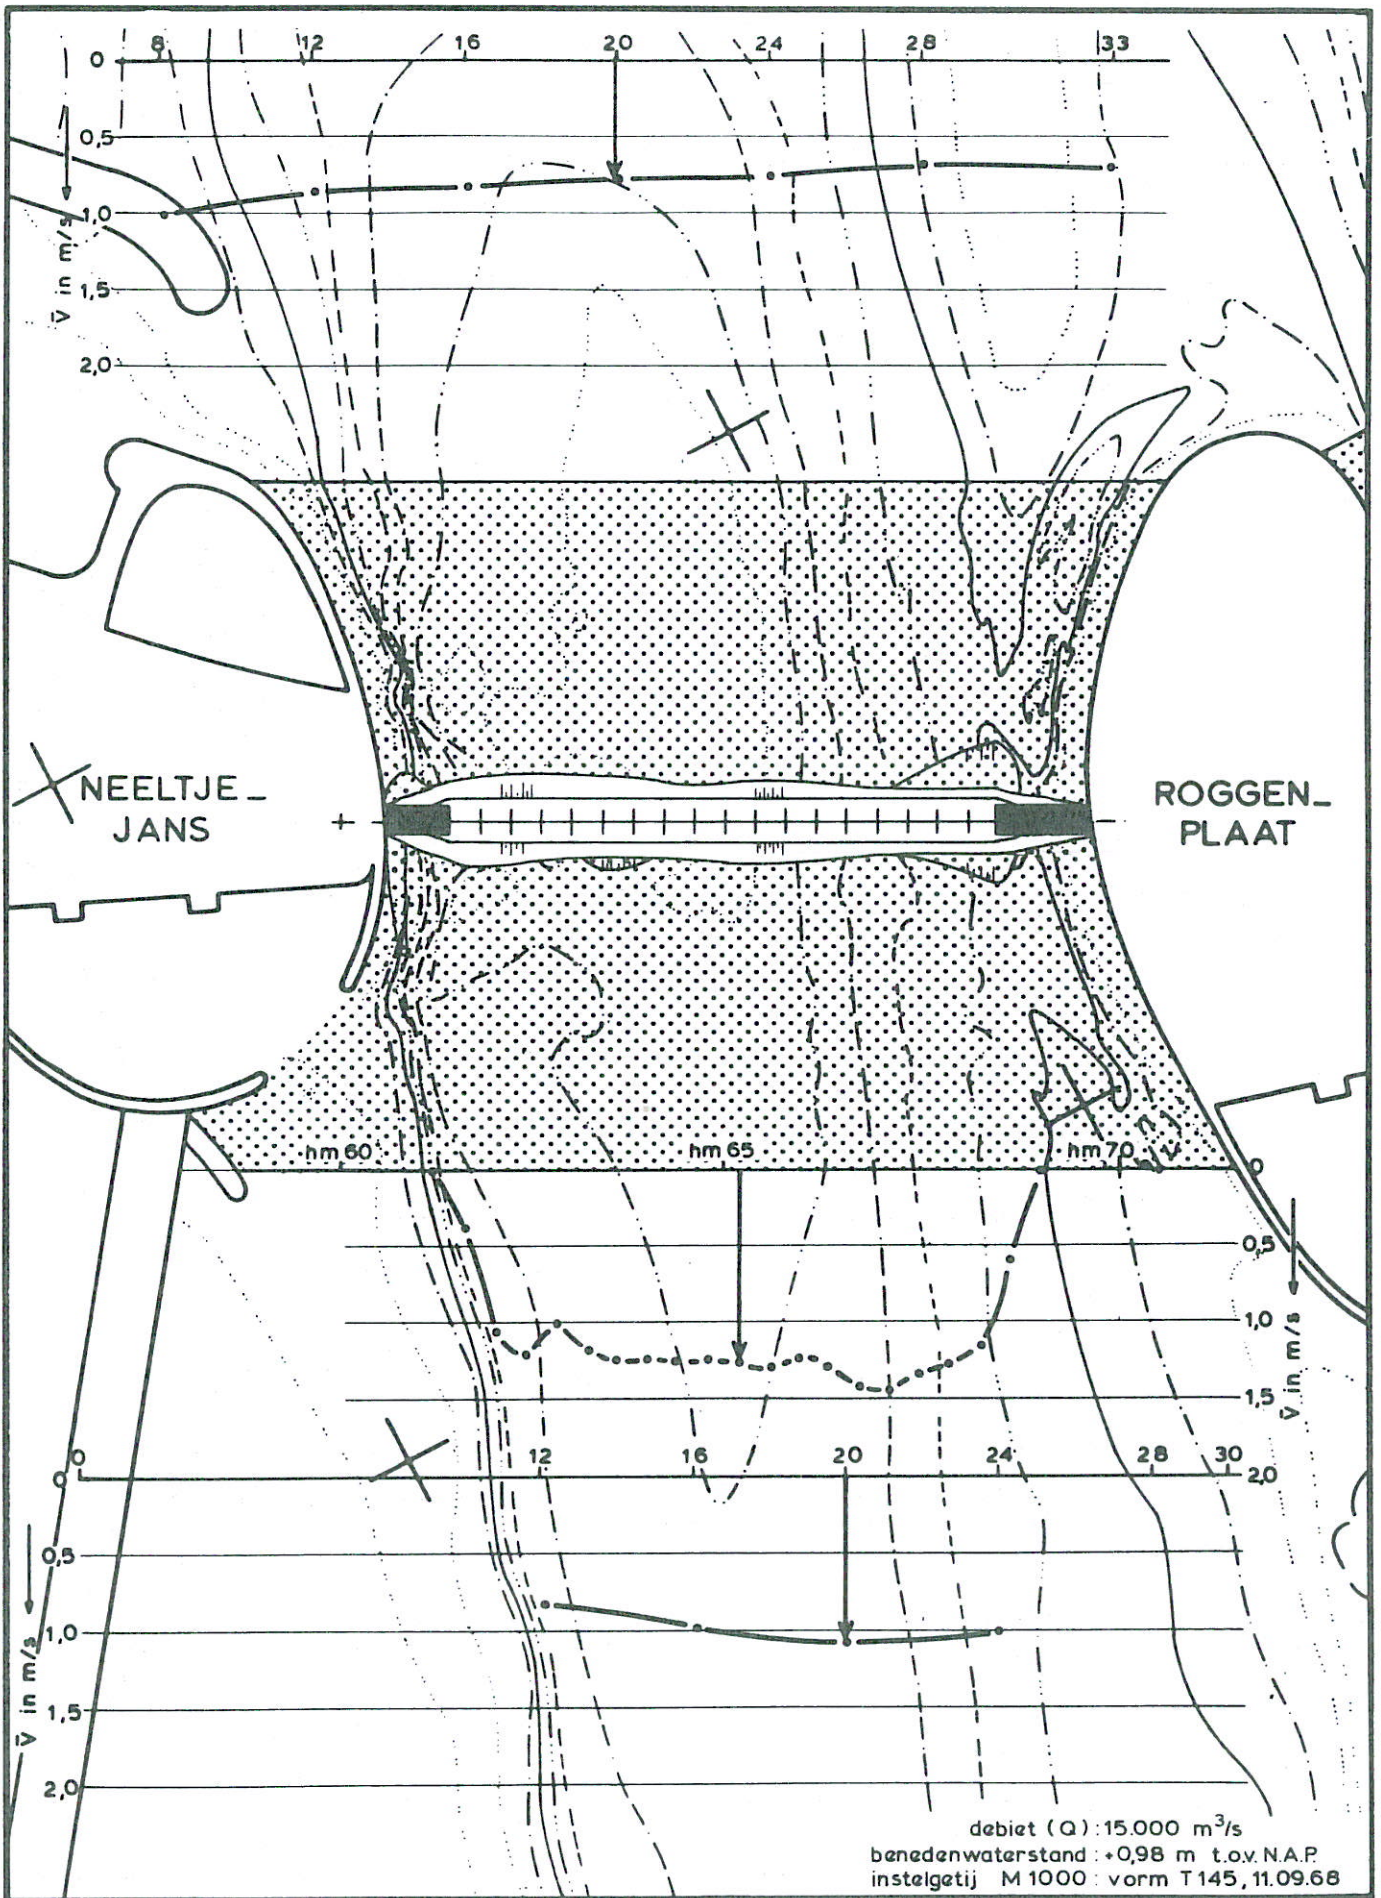 8 12 16 20 24 28 33
0
0,5
1,0
1,5
2,0
V̄ in m/s
NEELTJE_
JANS
ROGGEN_
PLAAT
hm 60 hm 65 hm 70
0
0,5
1,0
1,5
2,0
V̄ in m/s
0 12 16 20 24 28 30
0
0,5
1,0
1,5
2,0
V̄ in m/s
debiet (Q) : 15.000 m³/s
benedenwaterstand : +0,98 m t.o.v. N.A.P.
instelgetij M 1000 : vorm T 145, 11.09.68